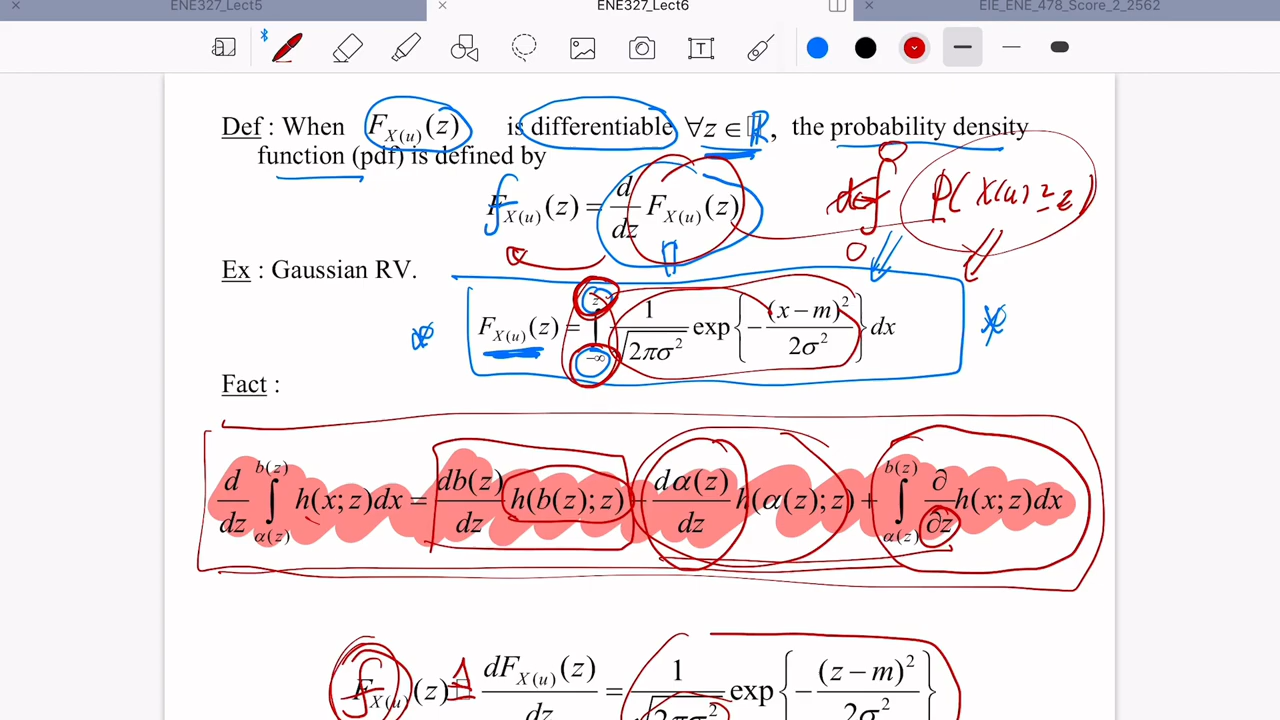 ENE327_Lect5 ENE327_Lect6 EIE_ENE_478_Score_2_2562
Def : When F_{X(u)}(z) is differentiable ∀z ∈ ℝ, the probability density
function (pdf) is defined by
f_{X(u)}(z) = d/dz F_{X(u)}(z)
P(X(u) ≤ z)
Ex : Gaussian RV.
F_{X(u)}(z) = ∫_{-∞}^{z} 1/√(2πσ²) exp{ −(x−m)²/2σ² } dx
Fact :
d/dz ∫_{α(z)}^{b(z)} h(x;z)dx = db(z)/dz h(b(z);z) − dα(z)/dz h(α(z);z) + ∫_{α(z)}^{b(z)} ∂/∂z h(x;z)dx
f_{X(u)}(z) ≜ dF_{X(u)}(z)/dz = 1/√(2πσ²) exp{ −(z−m)²/2σ² }